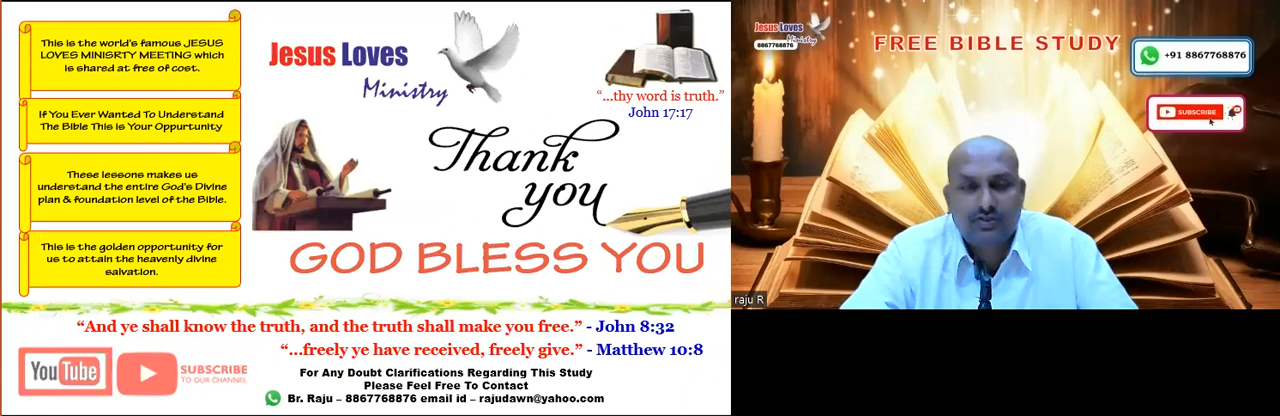 This is the world's famous JESUS
LOVES MINISRTY MEETING which
is shared at free of cost.
If You Ever Wanted To Understand
The Bible This is Your Oppurtunity
These lessons makes us
understand the entire God's Divine
plan & foundation level of the Bible.
This is the golden opportunity for
us to attain the heavenly divine
salvation.
Jesus Loves
Ministry
"...thy word is truth."
John 17:17
Thank
you
GOD BLESS YOU
"And ye shall know the truth, and the truth shall make you free." - John 8:32
"...freely ye have received, freely give." - Matthew 10:8
YouTube
SUBSCRIBE
TO OUR CHANNEL
For Any Doubt Clarifications Regarding This Study
Please Feel Free To Contact
Br. Raju – 8867768876 email id – rajudawn@yahoo.com
Jesus Loves
Ministry
8867768876
FREE BIBLE STUDY
+91 8867768876
SUBSCRIBE
raju R